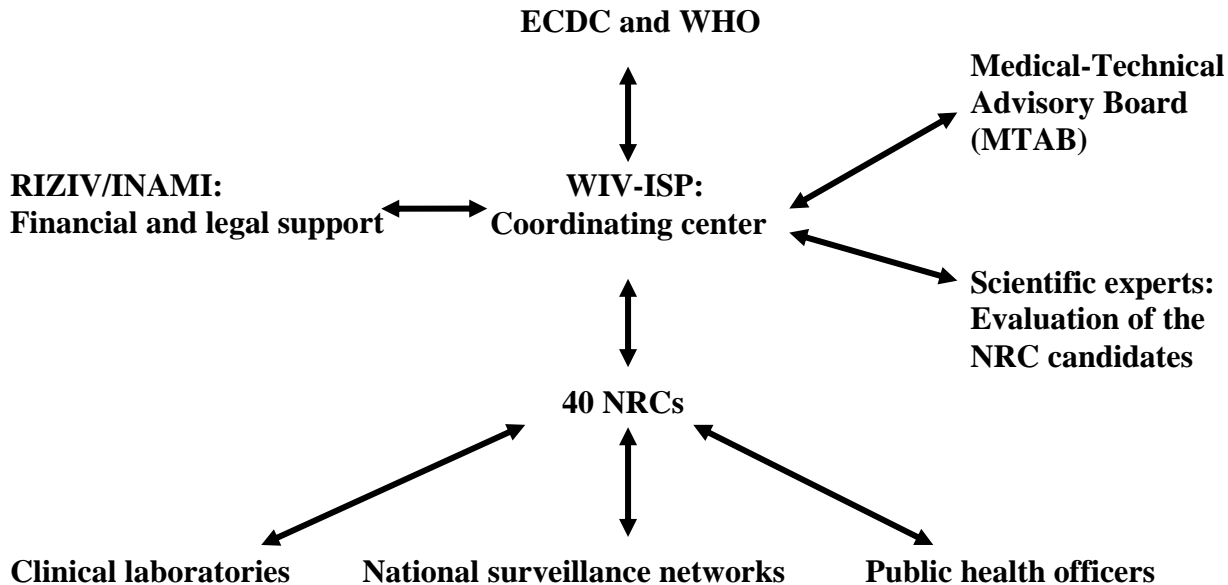 ECDC and WHO
Medical-Technical
Advisory Board
(MTAB)
RIZIV/INAMI:
Financial and legal support
WIV-ISP:
Coordinating center
Scientific experts:
Evaluation of the
NRC candidates
40 NRCs
Clinical laboratories
National surveillance networks
Public health officers